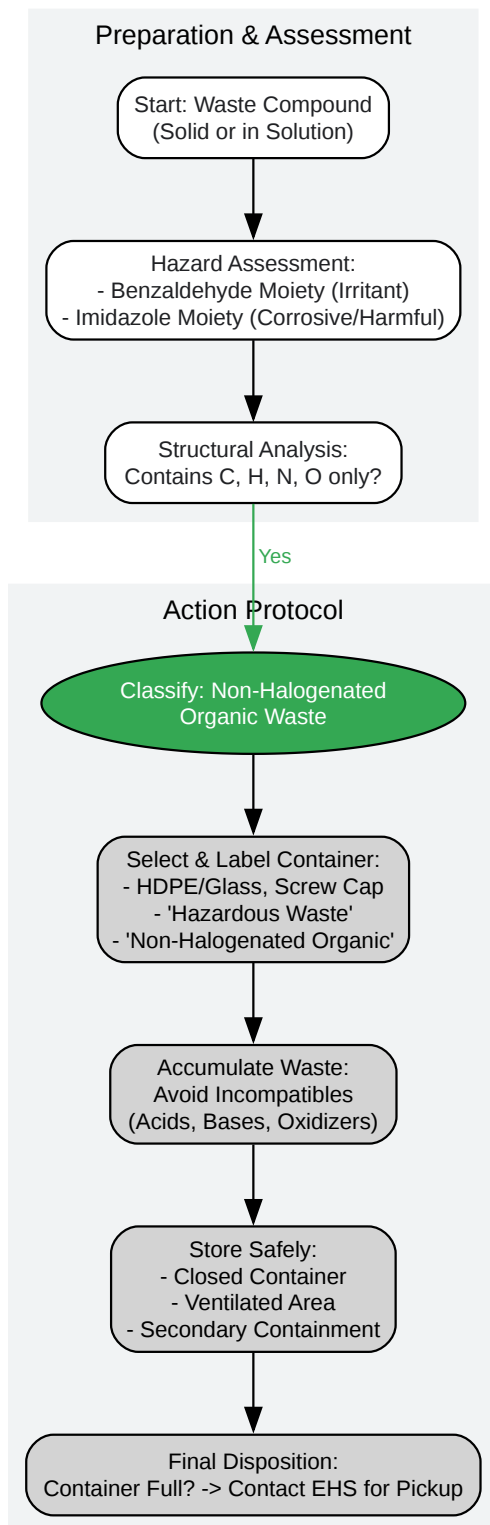 Preparation & Assessment
Start: Waste Compound
(Solid or in Solution)
Hazard Assessment:
- Benzaldehyde Moiety (Irritant)
- Imidazole Moiety (Corrosive/Harmful)
Structural Analysis:
Contains C, H, N, O only?
Yes
Action Protocol
Classify: Non-Halogenated
Organic Waste
Select & Label Container:
- HDPE/Glass, Screw Cap
- 'Hazardous Waste'
- 'Non-Halogenated Organic'
Accumulate Waste:
Avoid Incompatibles
(Acids, Bases, Oxidizers)
Store Safely:
- Closed Container
- Ventilated Area
- Secondary Containment
Final Disposition:
Container Full? -> Contact EHS for Pickup